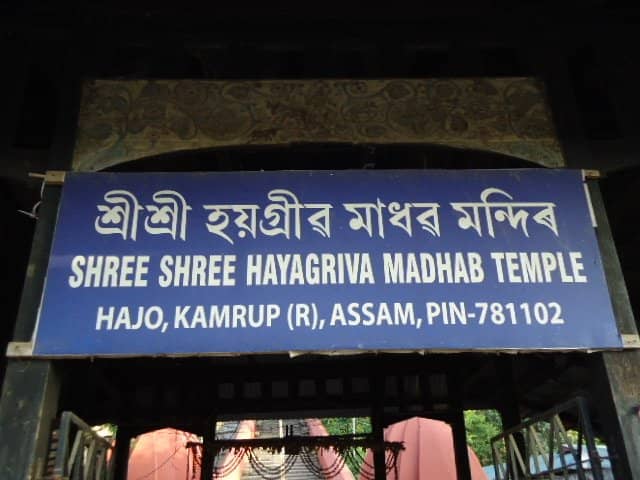 শ্ৰীশ্ৰী হয়গ্ৰীৱ মাধৱ মন্দিৰ
SHREE SHREE HAYAGRIVA MADHAB TEMPLE
HAJO, KAMRUP (R), ASSAM, PIN-781102